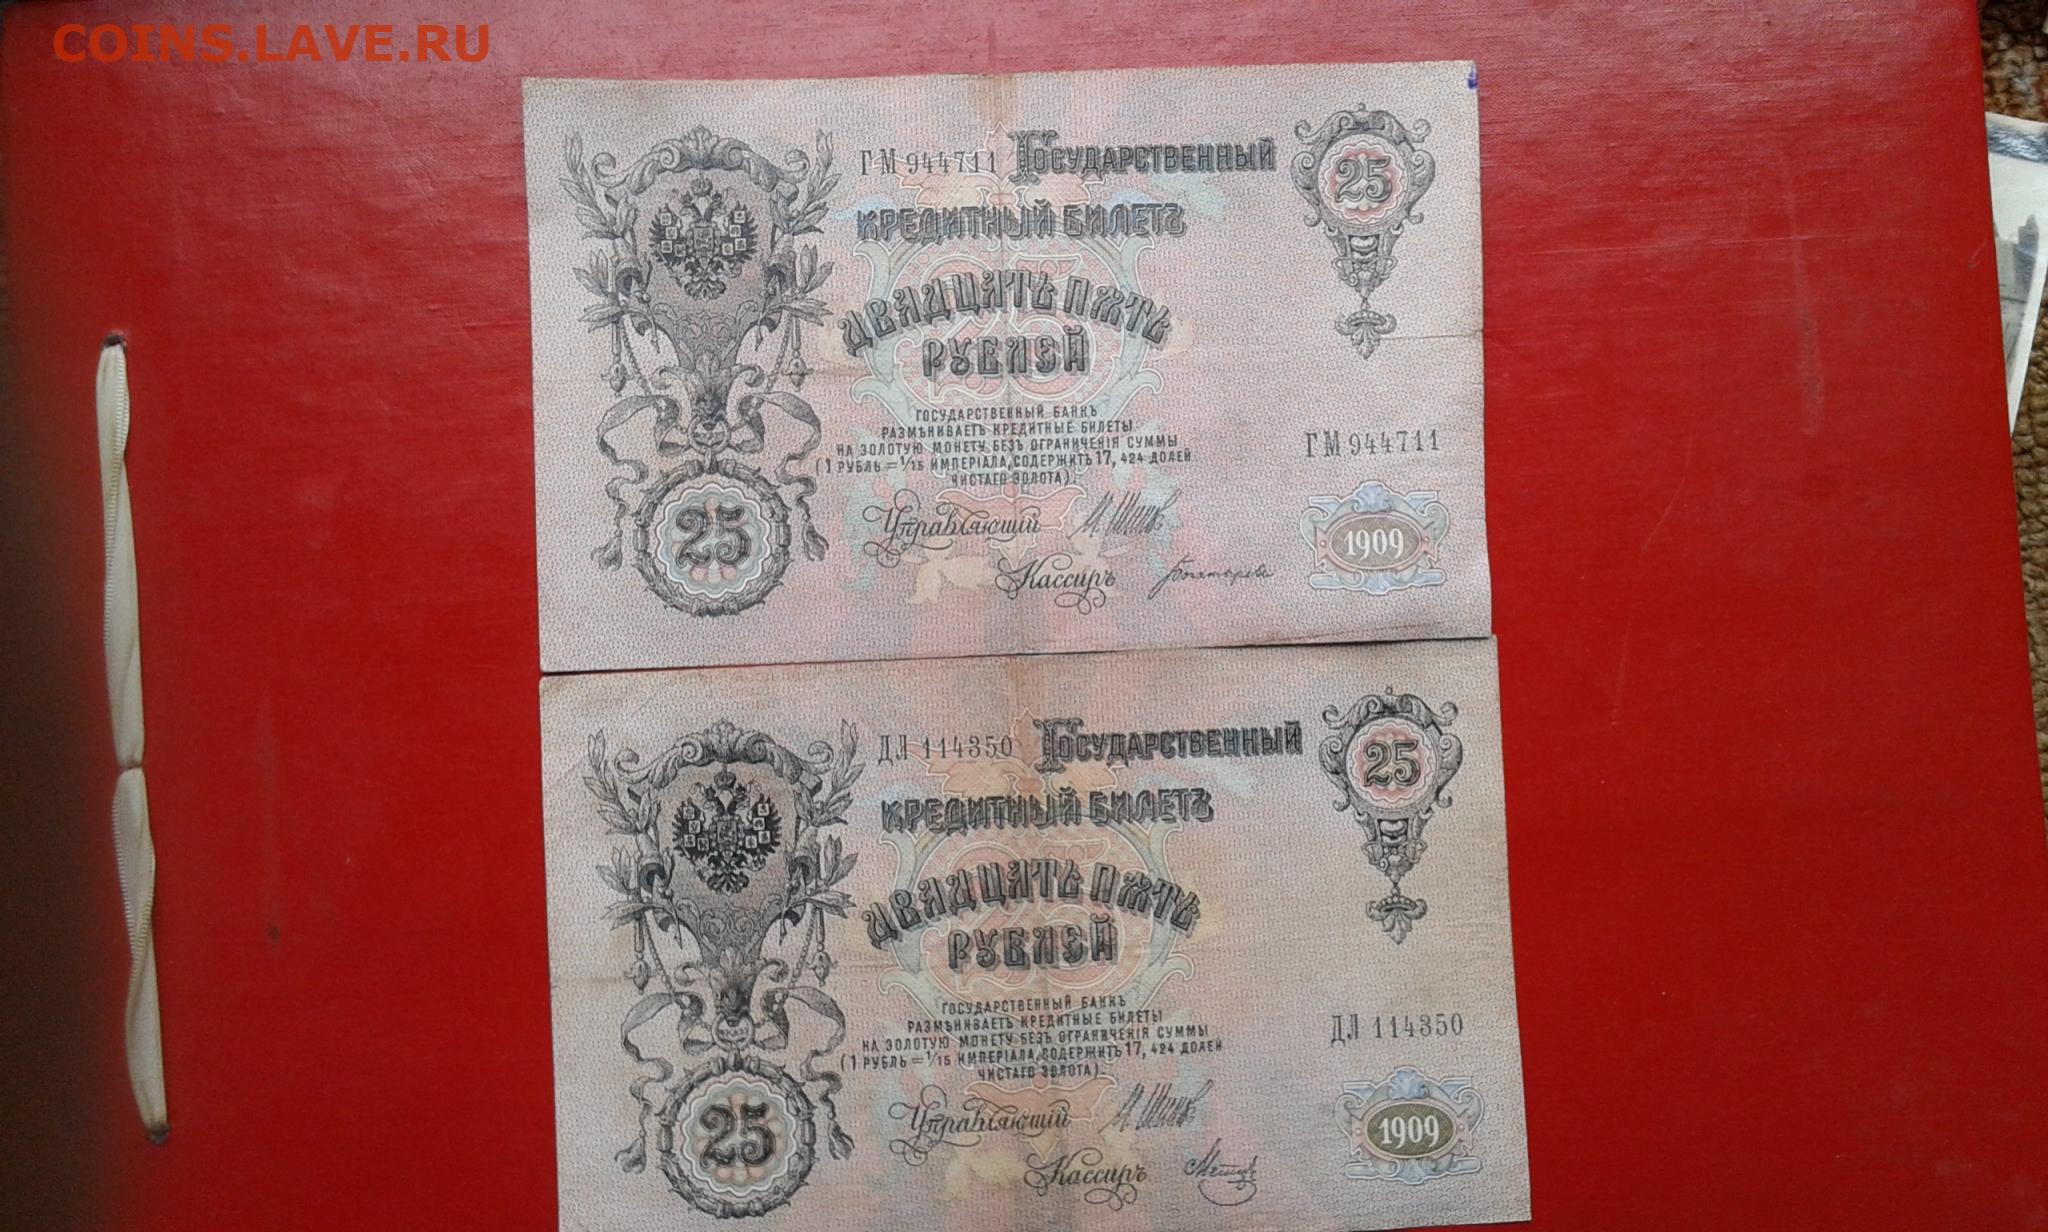 COINS.LAVE.RU
ГМ 944711 ГОСУДАРСТВЕННЫЙ
КРЕДИТНЫЙ БИЛЕТЪ
25
ДВАДЦАТЬ ПЯТЬ
РУБЛЕЙ
ГОСУДАРСТВЕННЫЙ БАНКЪ
РАЗМѢНИВАЕТЪ КРЕДИТНЫЕ БИЛЕТЫ
НА ЗОЛОТУЮ МОНЕТУ БЕЗЪ ОГРАНИЧЕНІЯ СУММЫ
(1 РУБЛЬ = 1/15 ИМПЕРІАЛА, СОДЕРЖИТЪ 17,424 ДОЛЕЙ
ЧИСТАГО ЗОЛОТА).
ГМ 944711
25
Управляющій
1909
Кассиръ
ДЛ 114350 ГОСУДАРСТВЕННЫЙ
КРЕДИТНЫЙ БИЛЕТЪ
25
ДВАДЦАТЬ ПЯТЬ
РУБЛЕЙ
ГОСУДАРСТВЕННЫЙ БАНКЪ
РАЗМѢНИВАЕТЪ КРЕДИТНЫЕ БИЛЕТЫ
НА ЗОЛОТУЮ МОНЕТУ БЕЗЪ ОГРАНИЧЕНІЯ СУММЫ
(1 РУБЛЬ = 1/15 ИМПЕРІАЛА, СОДЕРЖИТЪ 17,424 ДОЛЕЙ
ЧИСТАГО ЗОЛОТА).
ДЛ 114350
25
Управляющій
1909
Кассиръ